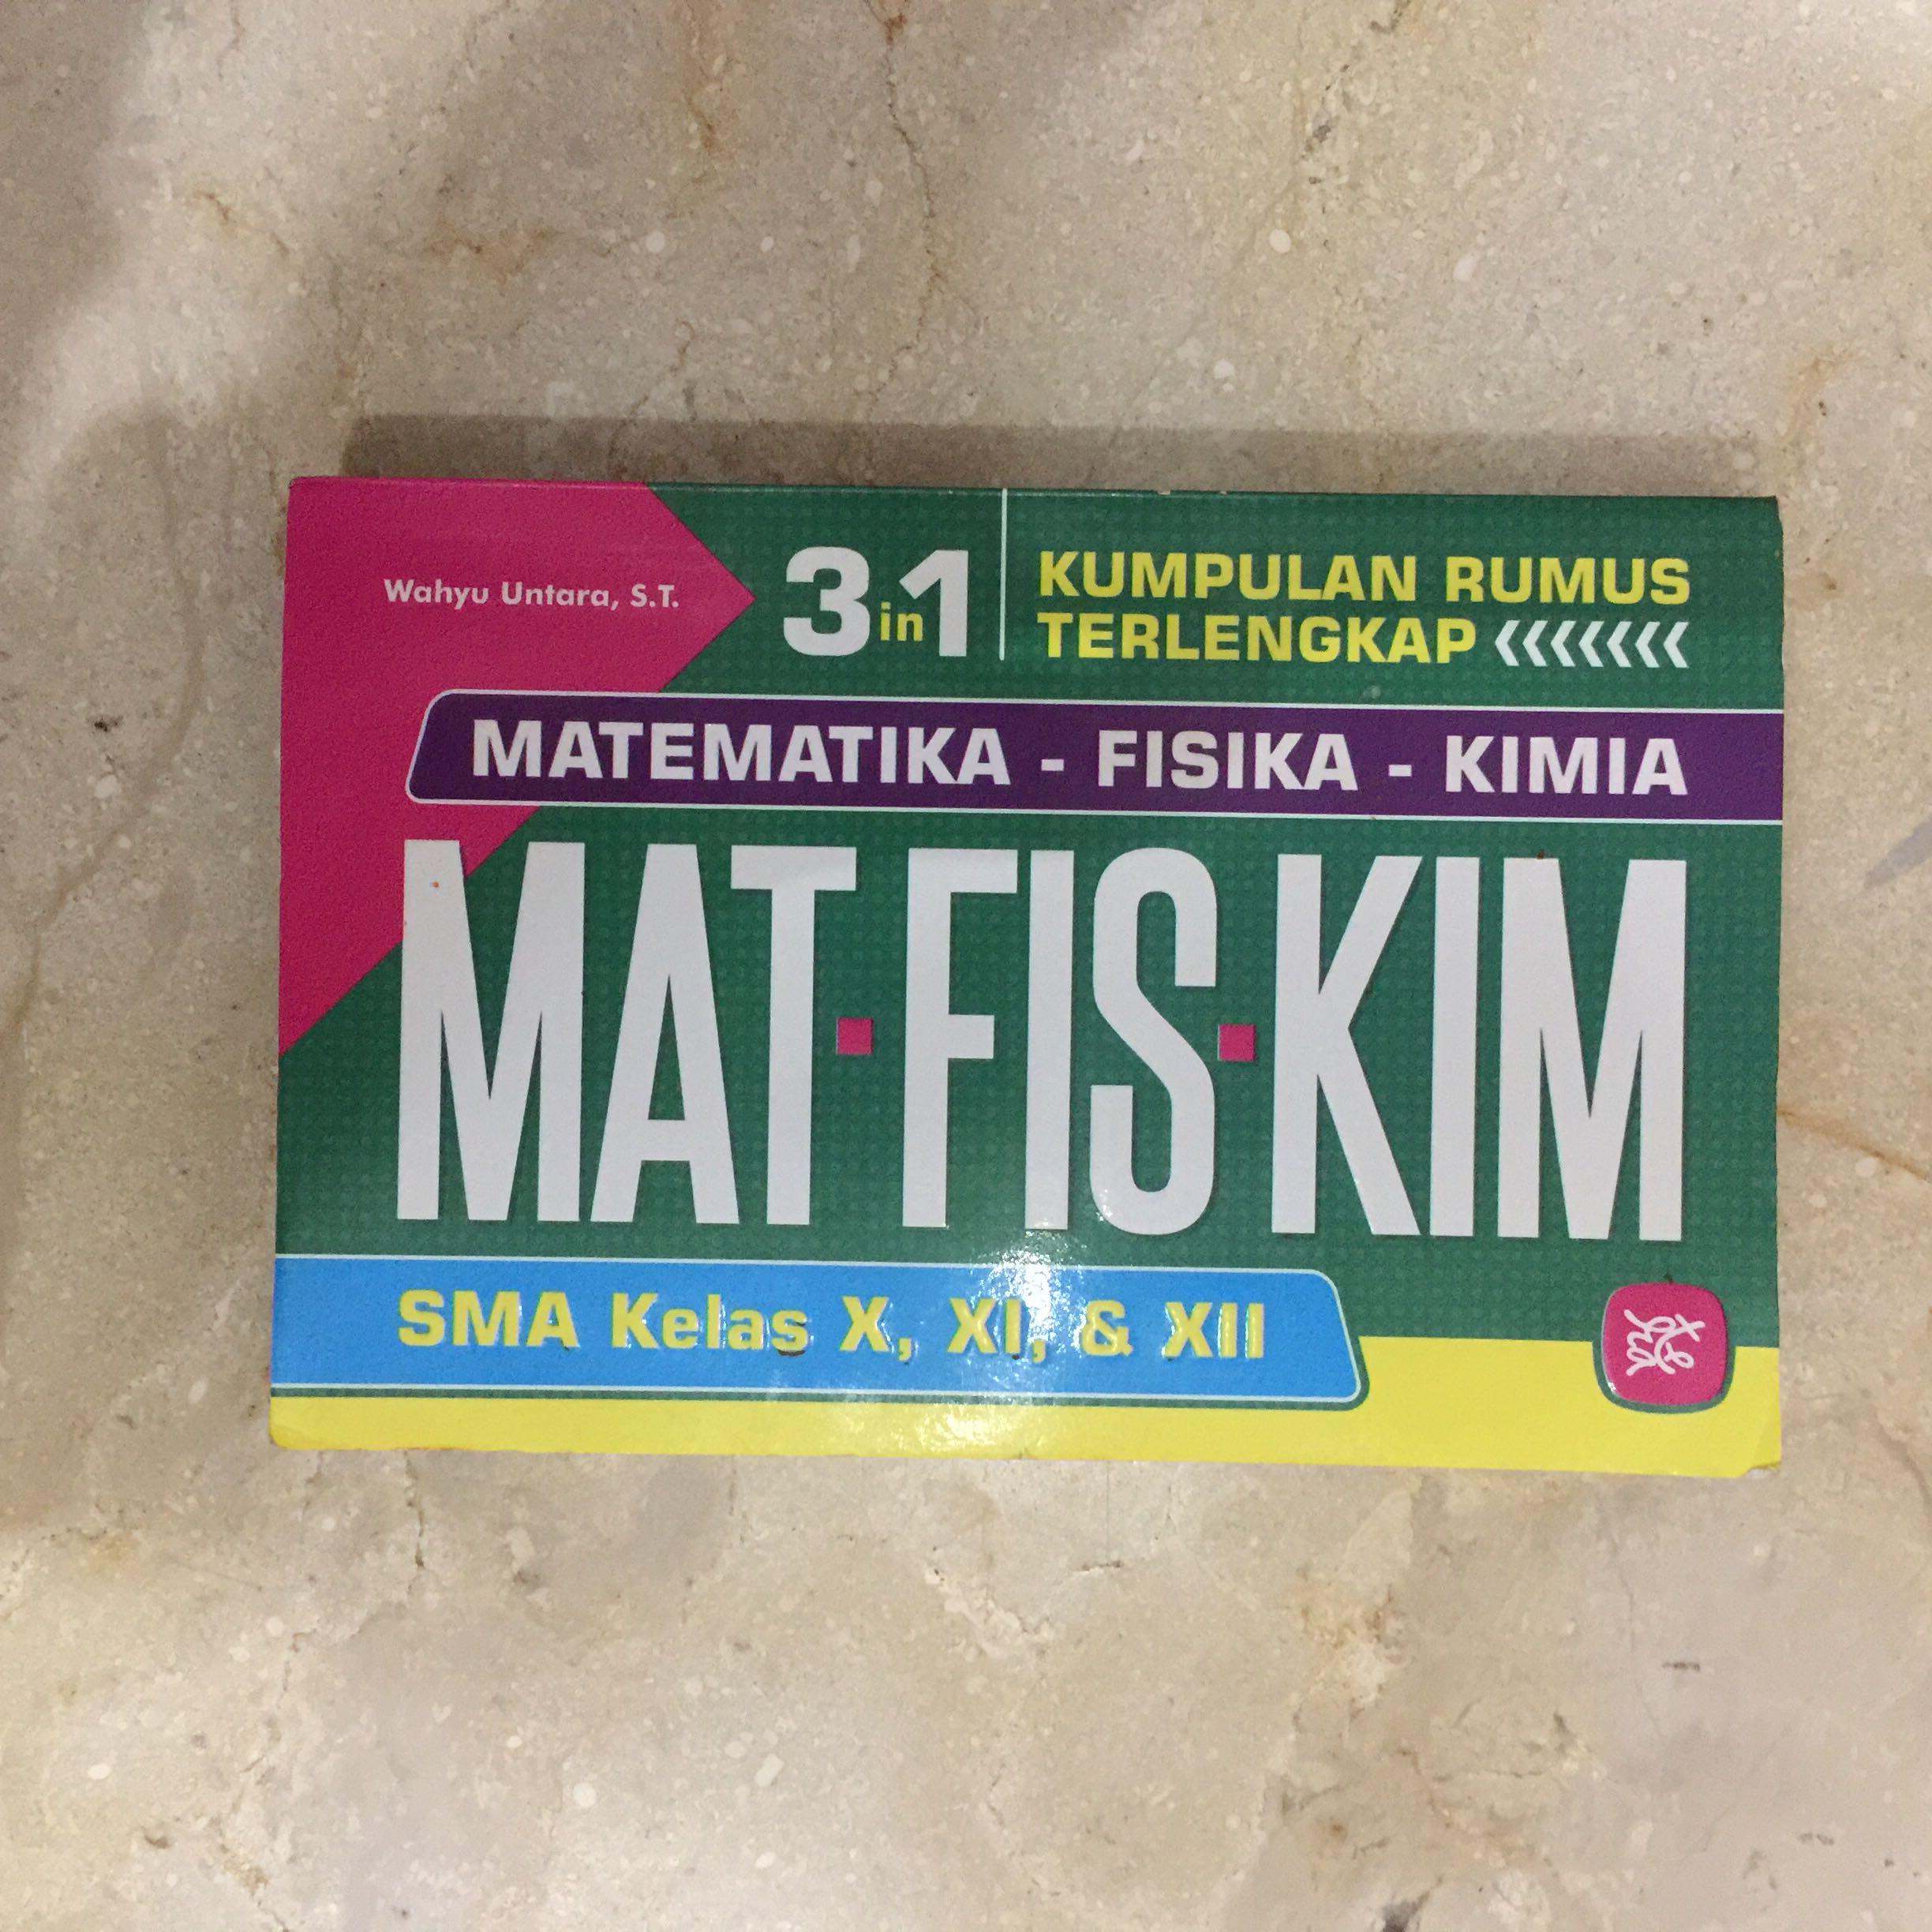 Wahyu Untara, S.T.
3in1
KUMPULAN RUMUS
TERLENGKAP
MATEMATIKA - FISIKA - KIMIA
MAT·FIS·KIM
SMA Kelas X, XI, & XII